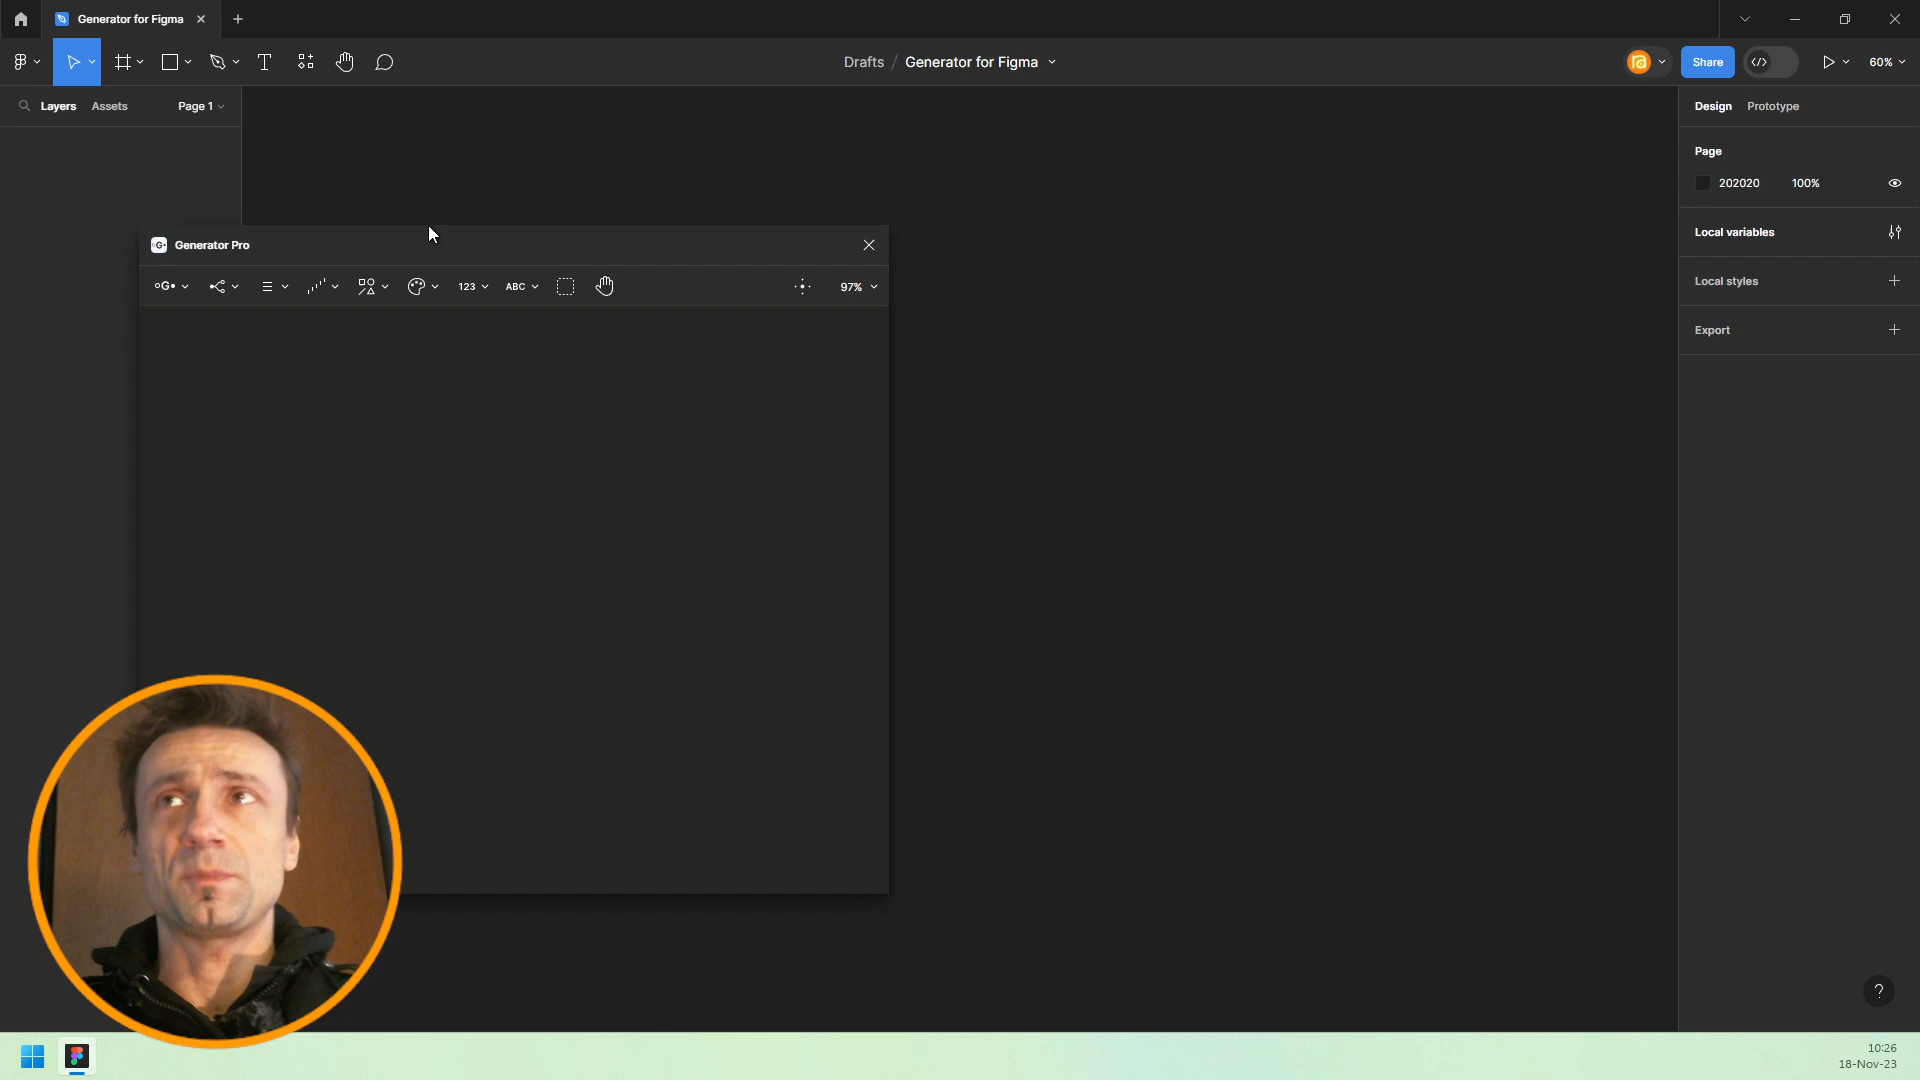 Generator for Figma
Drafts / Generator for Figma
Share
60%
Layers
Assets
Page 1
Design
Prototype
Page
202020
100%
Local variables
Local styles
Export
G
Generator Pro
G
123
ABC
97%
?
10:26
18-Nov-23